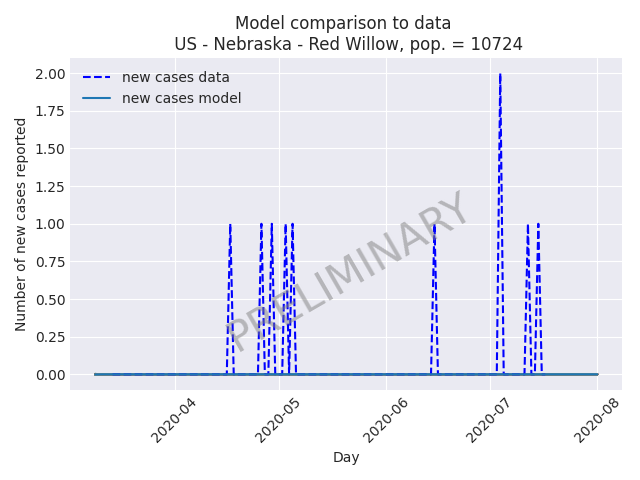 Model comparison to data
US - Nebraska - Red Willow, pop. = 10724
new cases data
new cases model
2.00
1.75
1.50
1.25
1.00
0.75
0.50
0.25
0.00
Number of new cases reported
PRELIMINARY
2020-04
2020-05
2020-06
2020-07
2020-08
Day